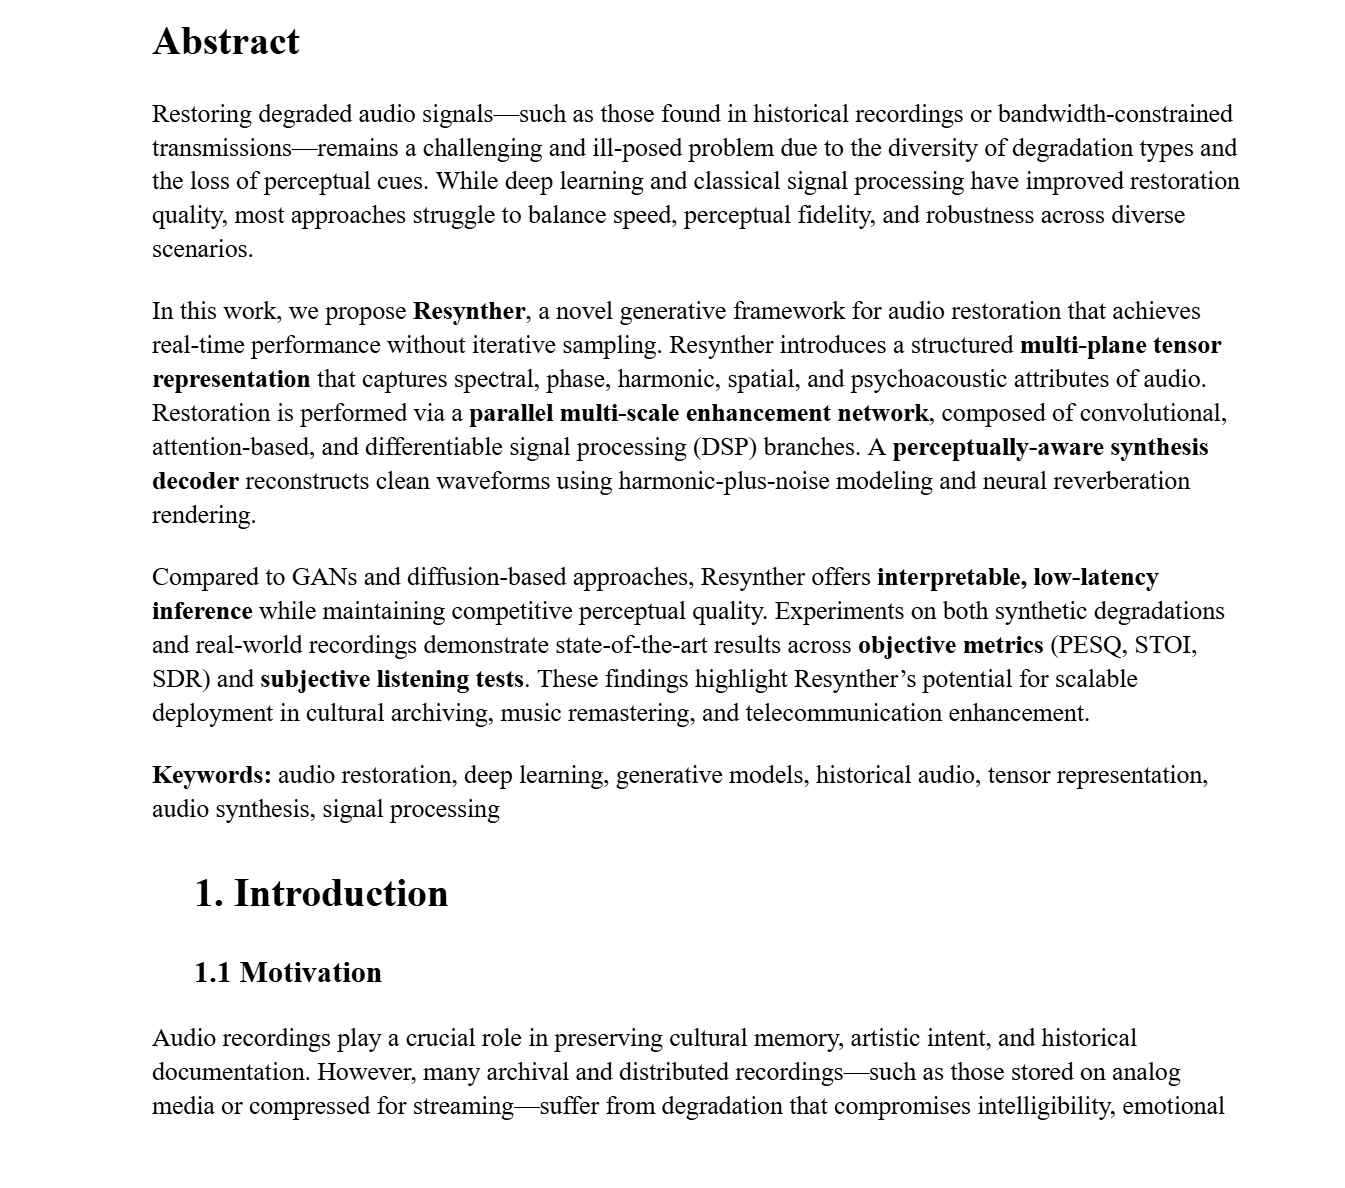 Abstract
Restoring degraded audio signals—such as those found in historical recordings or bandwidth-constrained
transmissions—remains a challenging and ill-posed problem due to the diversity of degradation types and
the loss of perceptual cues. While deep learning and classical signal processing have improved restoration
quality, most approaches struggle to balance speed, perceptual fidelity, and robustness across diverse
scenarios.
In this work, we propose Resynther, a novel generative framework for audio restoration that achieves
real-time performance without iterative sampling. Resynther introduces a structured multi-plane tensor
representation that captures spectral, phase, harmonic, spatial, and psychoacoustic attributes of audio.
Restoration is performed via a parallel multi-scale enhancement network, composed of convolutional,
attention-based, and differentiable signal processing (DSP) branches. A perceptually-aware synthesis
decoder reconstructs clean waveforms using harmonic-plus-noise modeling and neural reverberation
rendering.
Compared to GANs and diffusion-based approaches, Resynther offers interpretable, low-latency
inference while maintaining competitive perceptual quality. Experiments on both synthetic degradations
and real-world recordings demonstrate state-of-the-art results across objective metrics (PESQ, STOI,
SDR) and subjective listening tests. These findings highlight Resynther’s potential for scalable
deployment in cultural archiving, music remastering, and telecommunication enhancement.
Keywords: audio restoration, deep learning, generative models, historical audio, tensor representation,
audio synthesis, signal processing
1. Introduction
1.1 Motivation
Audio recordings play a crucial role in preserving cultural memory, artistic intent, and historical
documentation. However, many archival and distributed recordings—such as those stored on analog
media or compressed for streaming—suffer from degradation that compromises intelligibility, emotional